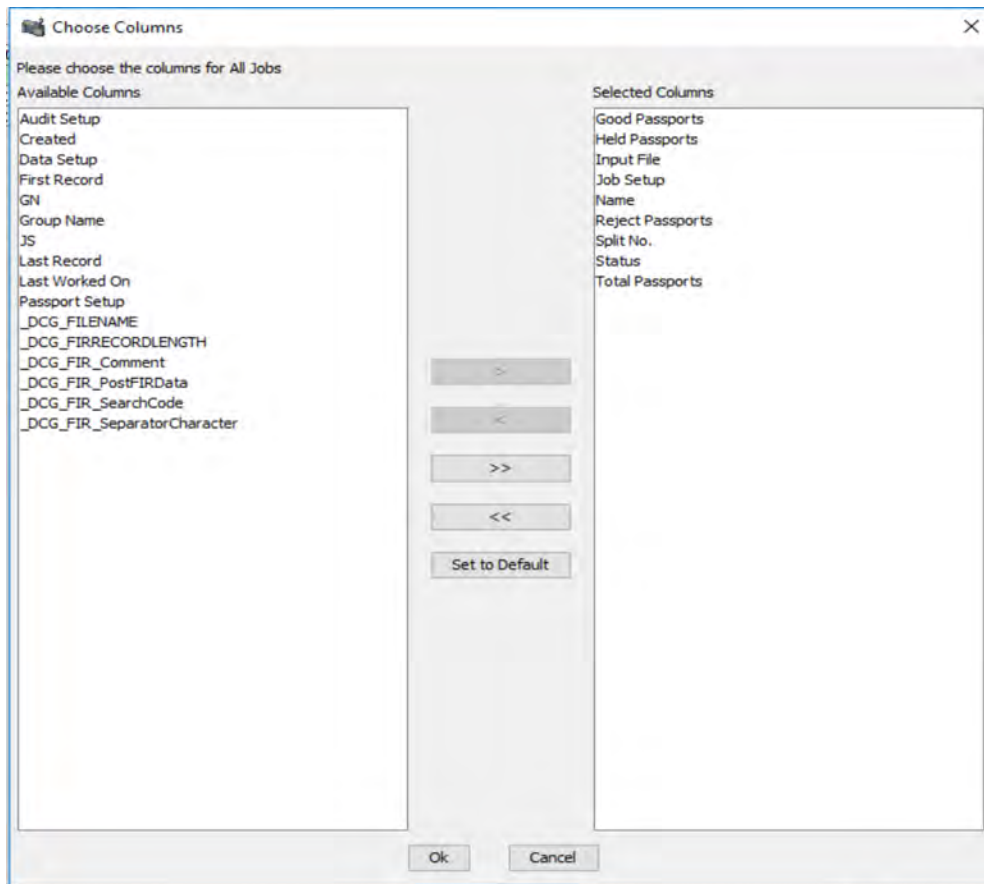 Choose Columns
Please choose the columns for All Jobs
Available Columns
Audit Setup
Created
Data Setup
First Record
GN
Group Name
JS
Last Record
Last Worked On
Passport Setup
_DCG_FILENAME
_DCG_FIRRECORDLENGTH
_DCG_FIR_Comment
_DCG_FIR_PostFIRData
_DCG_FIR_SearchCode
_DCG_FIR_SeparatorCharacter
>
<
>>
<<
Set to Default
Selected Columns
Good Passports
Held Passports
Input File
Job Setup
Name
Reject Passports
Split No.
Status
Total Passports
Ok
Cancel